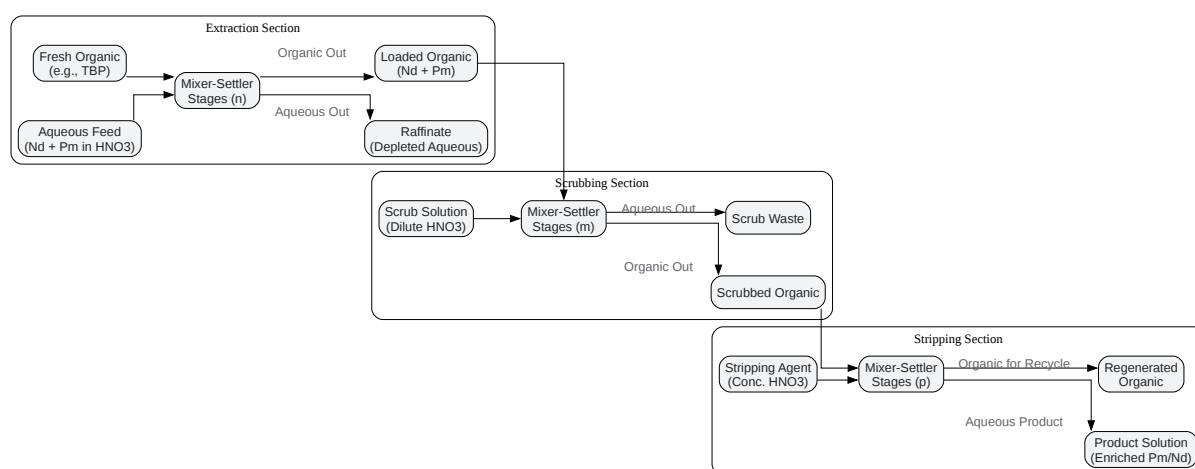 Extraction Section
Fresh Organic
(e.g., TBP)
Organic Out
Loaded Organic
(Nd + Pm)
Mixer-Settler
Stages (n)
Aqueous Out
Aqueous Feed
(Nd + Pm in HNO3)
Raffinate
(Depleted Aqueous)
Scrubbing Section
Scrub Solution
(Dilute HNO3)
Mixer-Settler
Stages (m)
Aqueous Out
Scrub Waste
Organic Out
Scrubbed Organic
Stripping Section
Stripping Agent
(Conc. HNO3)
Mixer-Settler
Stages (p)
Organic for Recycle
Regenerated
Organic
Aqueous Product
Product Solution
(Enriched Pm/Nd)